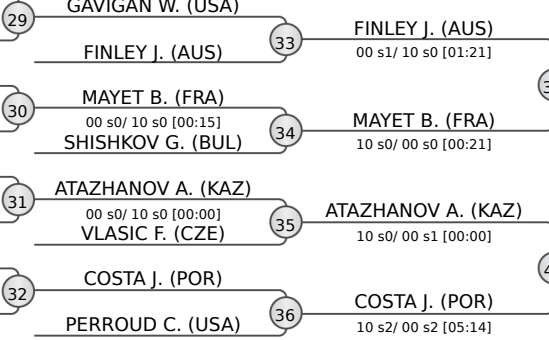 GAVIGAN W. (USA)
29
FINLEY J. (AUS)
33
FINLEY J. (AUS)
00 s1/ 10 s0 [01:21]
MAYET B. (FRA)
30
00 s0/ 10 s0 [00:15]
SHISHKOV G. (BUL)
34
MAYET B. (FRA)
10 s0/ 00 s0 [00:21]
ATAZHANOV A. (KAZ)
31
00 s0/ 10 s0 [00:00]
VLASIC F. (CZE)
35
ATAZHANOV A. (KAZ)
10 s0/ 00 s1 [00:00]
COSTA J. (POR)
32
PERROUD C. (USA)
36
COSTA J. (POR)
10 s2/ 00 s2 [05:14]